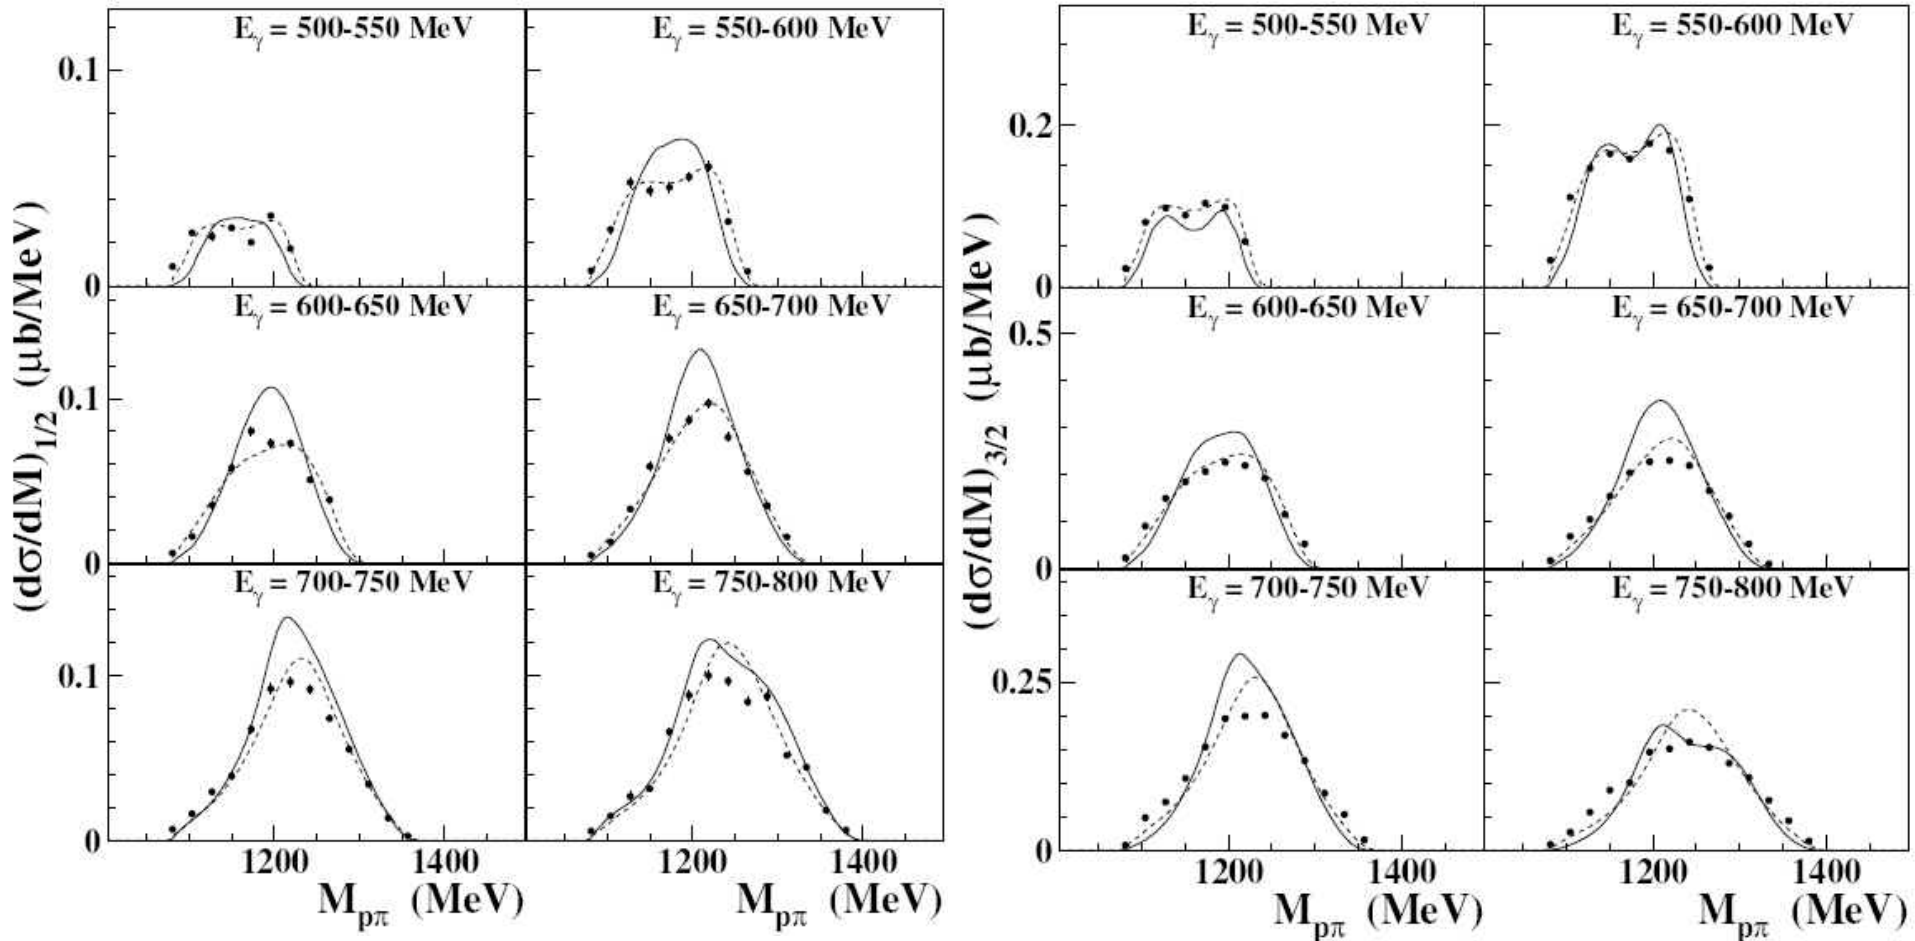 E_γ = 500-550 MeV
E_γ = 550-600 MeV
0.1
0
E_γ = 600-650 MeV
E_γ = 650-700 MeV
0.1
0
E_γ = 700-750 MeV
E_γ = 750-800 MeV
0.1
0
1200 1400 1200 1400
M_pπ (MeV) M_pπ (MeV)
(dσ/dM)_1/2 (μb/MeV)
E_γ = 500-550 MeV
E_γ = 550-600 MeV
0.2
0
E_γ = 600-650 MeV
E_γ = 650-700 MeV
0.5
0
E_γ = 700-750 MeV
E_γ = 750-800 MeV
0.25
0
1200 1400 1200 1400
M_pπ (MeV) M_pπ (MeV)
(dσ/dM)_3/2 (μb/MeV)